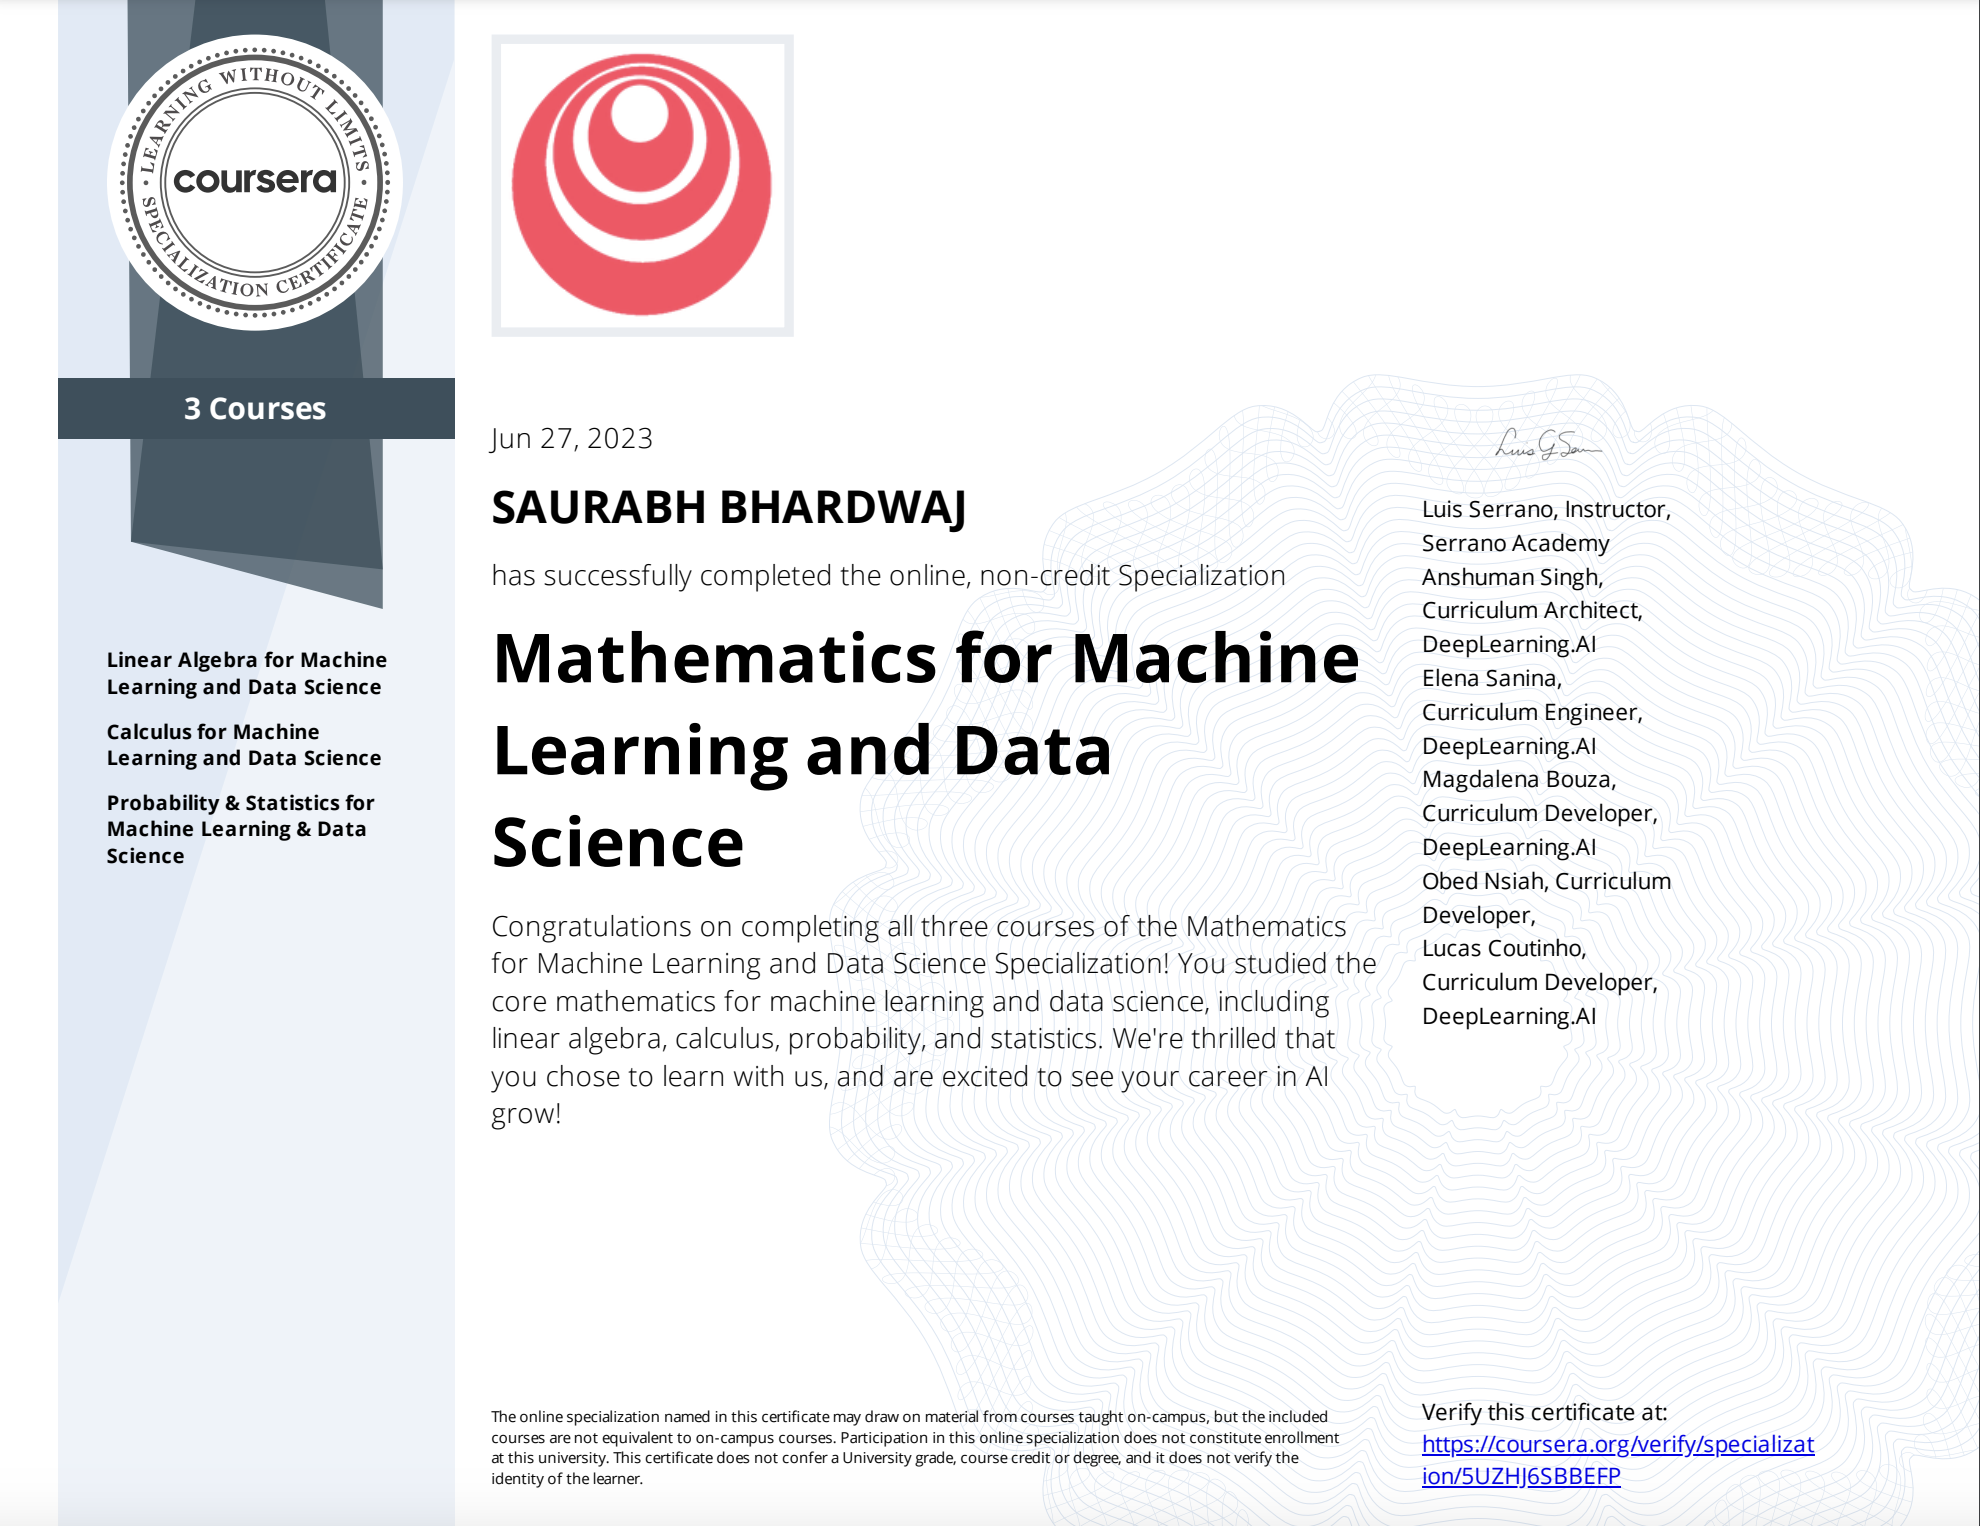 LEARNING WITHOUT LIMITS
coursera
SPECIALIZATION CERTIFICATE
3 Courses
Linear Algebra for Machine
Learning and Data Science
Calculus for Machine
Learning and Data Science
Probability & Statistics for
Machine Learning & Data
Science
Jun 27, 2023
SAURABH BHARDWAJ
has successfully completed the online, non-credit Specialization
Mathematics for Machine
Learning and Data
Science
Congratulations on completing all three courses of the Mathematics
for Machine Learning and Data Science Specialization! You studied the
core mathematics for machine learning and data science, including
linear algebra, calculus, probability, and statistics. We're thrilled that
you chose to learn with us, and are excited to see your career in AI
grow!
The online specialization named in this certificate may draw on material from courses taught on-campus, but the included
courses are not equivalent to on-campus courses. Participation in this online specialization does not constitute enrollment
at this university. This certificate does not confer a University grade, course credit or degree, and it does not verify the
identity of the learner.
Luis Serrano, Instructor,
Serrano Academy
Anshuman Singh,
Curriculum Architect,
DeepLearning.AI
Elena Sanina,
Curriculum Engineer,
DeepLearning.AI
Magdalena Bouza,
Curriculum Developer,
DeepLearning.AI
Obed Nsiah, Curriculum
Developer,
Lucas Coutinho,
Curriculum Developer,
DeepLearning.AI
Verify this certificate at:
https://coursera.org/verify/specializat
ion/5UZHJ6SBBEFP